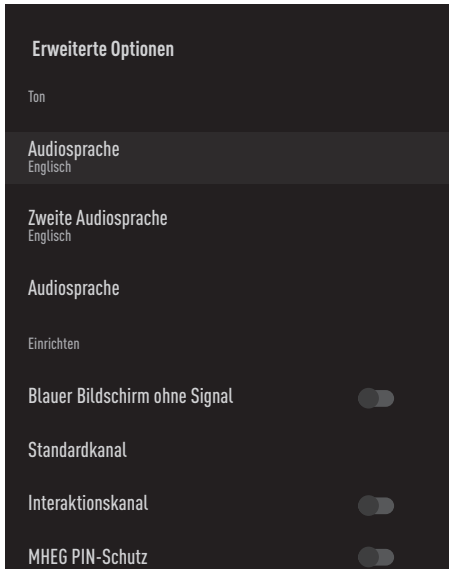 Erweiterte Optionen
Ton
Audiosprache
Englisch
Zweite Audiosprache
Englisch
Audiosprache
Einrichten
Blauer Bildschirm ohne Signal
Standardkanal
Interaktionskanal
MHEG PIN-Schutz